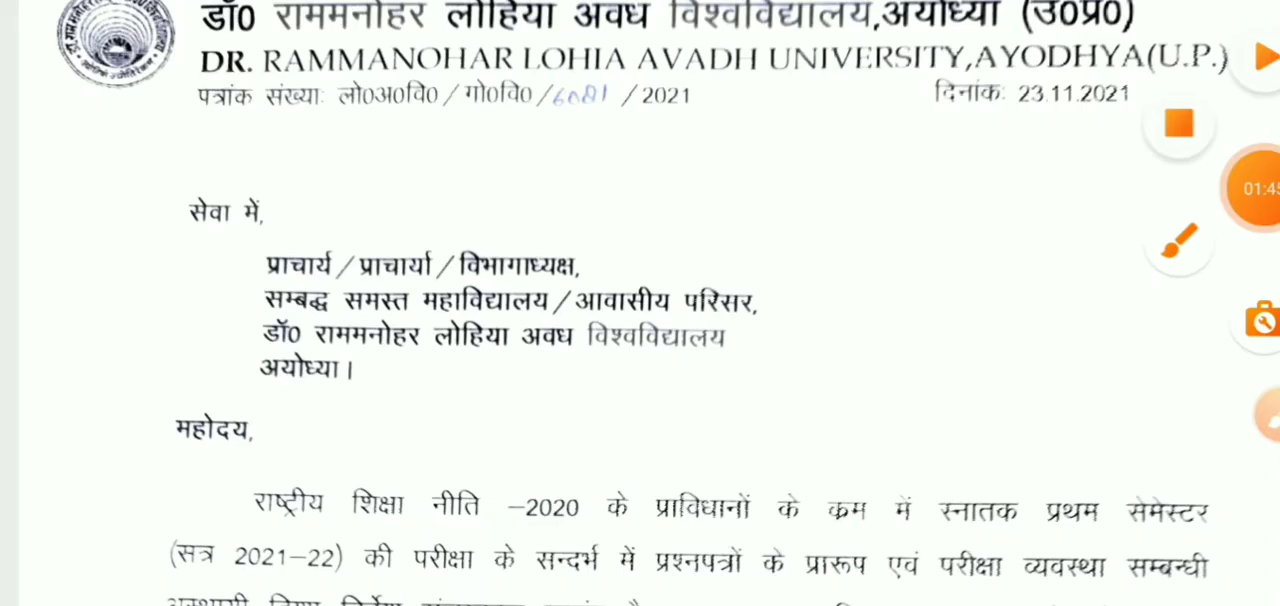 डॉ0 राममनोहर लोहिया अवध विश्वविद्यालय,अयोध्या (उ0प्र0)
DR. RAMMANOHAR LOHIA AVADH UNIVERSITY,AYODHYA(U.P.)
पत्रांक संख्याः लो0अ0वि0/गो0वि0/6081/2021 दिनांकः 23.11.2021
01:45
सेवा में,
प्राचार्य/प्राचार्या/विभागाध्यक्ष,
सम्बद्ध समस्त महाविद्यालय/आवासीय परिसर,
डॉ0 राममनोहर लोहिया अवध विश्वविद्यालय
अयोध्या।
महोदय,
राष्ट्रीय शिक्षा नीति –2020 के प्राविधानों के क्रम में स्नातक प्रथम सेमेस्टर
(सत्र 2021–22) की परीक्षा के सन्दर्भ में प्रश्नपत्रों के प्रारूप एवं परीक्षा व्यवस्था सम्बन्धी